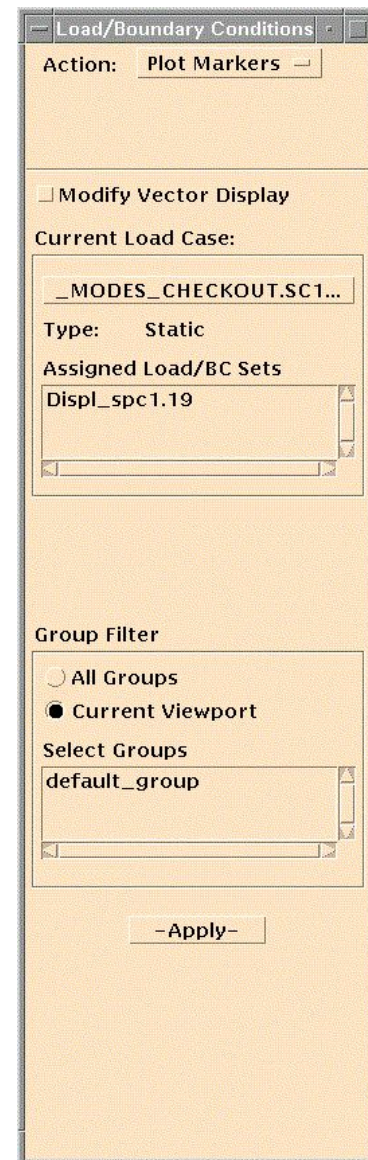 Load/Boundary Conditions
Action: Plot Markers
Modify Vector Display
Current Load Case:
_MODES_CHECKOUT.SC1...
Type: Static
Assigned Load/BC Sets
Displ_spc1.19
Group Filter
All Groups
Current Viewport
Select Groups
default_group
-Apply-